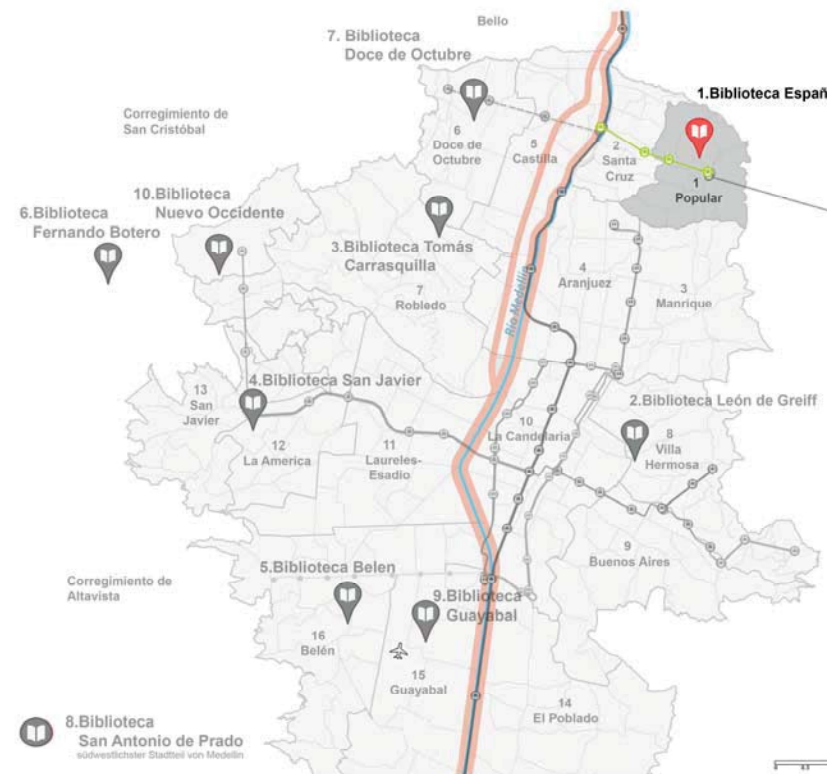 Bello
7. Biblioteca
Doce de Octubre
1.Biblioteca Españ
Corregimiento de
San Cristóbal
6
Doce de
Octubre
5
Castilla
2
Santa
Cruz
1
Popular
10.Biblioteca
Nuevo Occidente
6.Biblioteca
Fernando Botero
3.Biblioteca Tomás
Carrasquilla
7
Robledo
4
Aranjuez
3
Manrique
Río Medellín
13
San
Javier
4.Biblioteca San Javier
2.Biblioteca León de Greiff
12
La America
11
Laureles-
Esadio
10
La Candelaria
8
Villa
Hermosa
9
Buenos Aires
5.Biblioteca Belen
Corregimiento de
Altavista
9.Biblioteca
Guayabal
16
Belén
15
Guayabal
14
El Poblado
8.Biblioteca
San Antonio de Prado
südwestlichster Stadtteil von Medellin
0 0.5